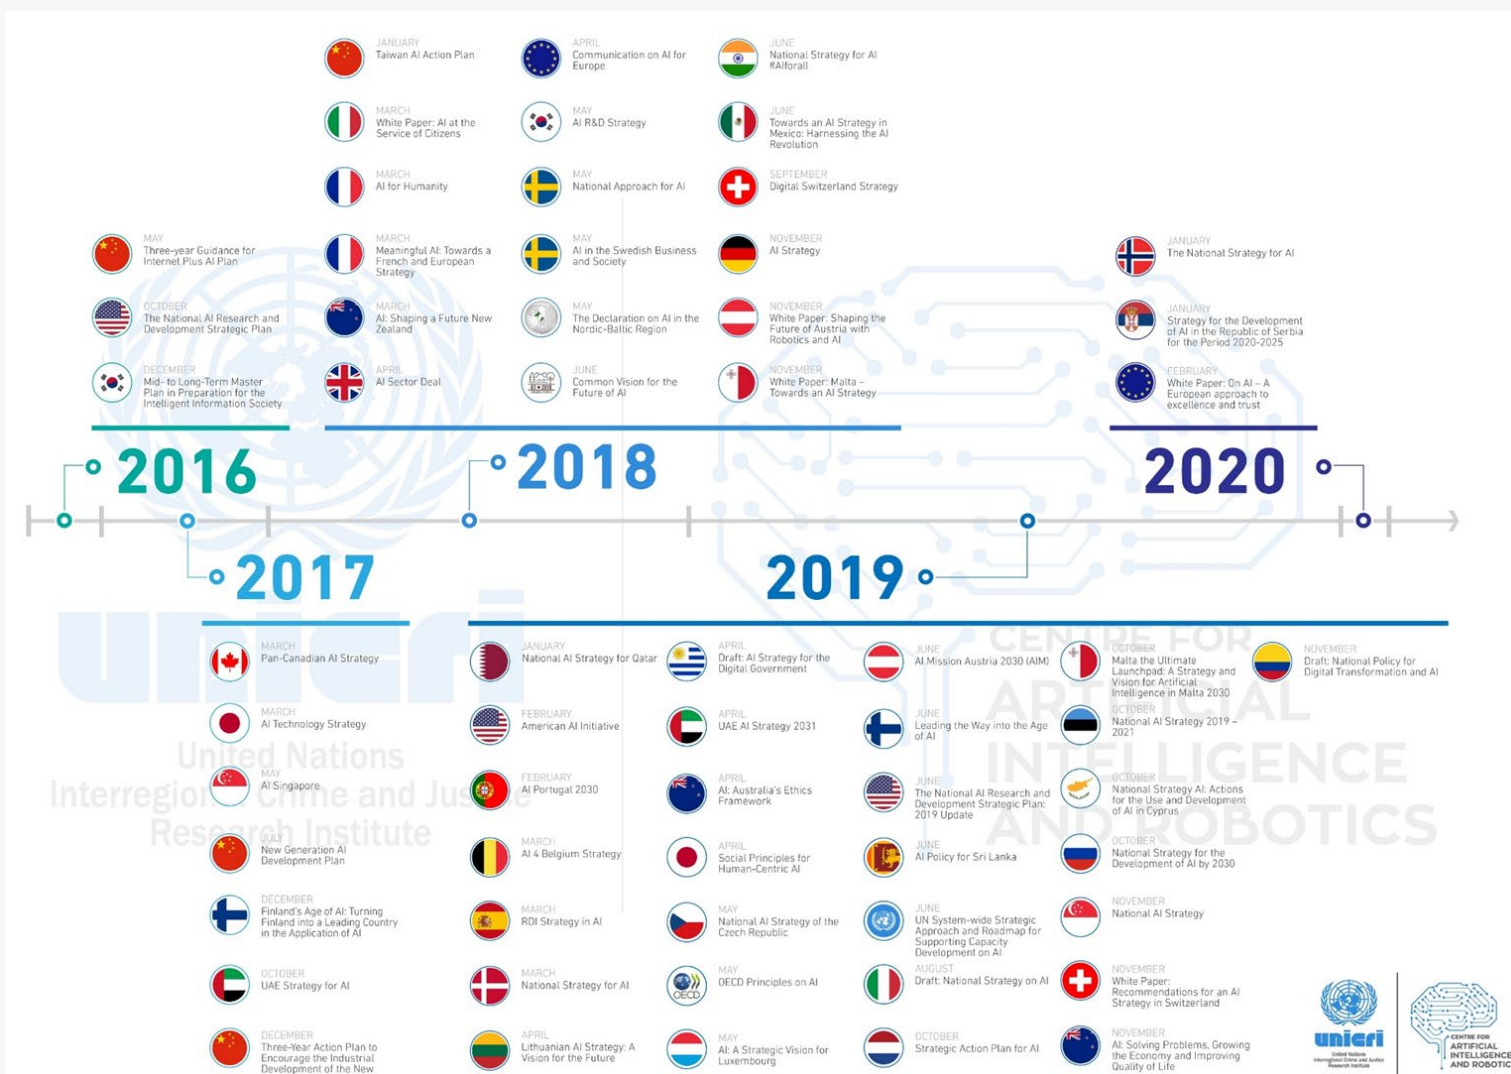 JANUARY
Taiwan AI Action Plan
MARCH
White Paper: AI at the
Service of Citizens
MARCH
AI for Humanity
MARCH
Meaningful AI: Towards a
French and European
Strategy
MARCH
AI: Shaping a Future New
Zealand
APRIL
AI Sector Deal
APRIL
Communication on AI for
Europe
MAY
AI R&D Strategy
MAY
National Approach for AI
MAY
AI in the Swedish Business
and Society
MAY
The Declaration on AI in the
Nordic-Baltic Region
JUNE
Common Vision for the
Future of AI
JUNE
National Strategy for AI
#AIforall
JUNE
Towards an AI Strategy in
Mexico: Harnessing the AI
Revolution
SEPTEMBER
Digital Switzerland Strategy
NOVEMBER
AI Strategy
NOVEMBER
White Paper: Shaping the
Future of Austria with
Robotics and AI
NOVEMBER
White Paper: Malta –
Towards an AI Strategy
MAY
Three-year Guidance for
Internet Plus AI Plan
OCTOBER
The National AI Research and
Development Strategic Plan
DECEMBER
Mid- to Long-Term Master
Plan in Preparation for the
Intelligent Information Society
JANUARY
The National Strategy for AI
JANUARY
Strategy for the Development
of AI in the Republic of Serbia
for the Period 2020-2025
FEBRUARY
White Paper: On AI – A
European approach to
excellence and trust
2016
2018
2020
2017
2019
MARCH
Pan-Canadian AI Strategy
MARCH
AI Technology Strategy
MAY
AI Singapore
JULY
New Generation AI
Development Plan
DECEMBER
Finland's Age of AI: Turning
Finland into a Leading Country
in the Application of AI
OCTOBER
UAE Strategy for AI
DECEMBER
Three-Year Action Plan to
Encourage the Industrial
Development of the New
JANUARY
National AI Strategy for Qatar
FEBRUARY
American AI Initiative
FEBRUARY
AI Portugal 2030
MARCH
AI 4 Belgium Strategy
MARCH
RDI Strategy in AI
MARCH
National Strategy for AI
APRIL
Lithuanian AI Strategy: A
Vision for the Future
APRIL
Draft: AI Strategy for the
Digital Government
APRIL
UAE AI Strategy 2031
APRIL
AI: Australia's Ethics
Framework
APRIL
Social Principles for
Human-Centric AI
MAY
National AI Strategy of the
Czech Republic
OECD
MAY
OECD Principles on AI
MAY
AI: A Strategic Vision for
Luxembourg
JUNE
AI Mission Austria 2030 (AIM)
JUNE
Leading the Way into the Age
of AI
JUNE
The National AI Research and
Development Strategic Plan:
2019 Update
JUNE
AI Policy for Sri Lanka
JUNE
UN System-wide Strategic
Approach and Roadmap for
Supporting Capacity
Development on AI
AUGUST
Draft: National Strategy on AI
OCTOBER
Strategic Action Plan for AI
OCTOBER
Malta the Ultimate
Launchpad: A Strategy and
Vision for Artificial
Intelligence in Malta 2030
OCTOBER
National AI Strategy 2019 –
2021
OCTOBER
National Strategy AI: Actions
for the Use and Development
of AI in Cyprus
OCTOBER
National Strategy for the
Development of AI by 2030
NOVEMBER
National AI Strategy
NOVEMBER
White Paper:
Recommendations for an AI
Strategy in Switzerland
NOVEMBER
AI: Solving Problems, Growing
the Economy and Improving
Quality of Life
NOVEMBER
Draft: National Policy for
Digital Transformation and AI
unicri
United Nations
Interregional Crime and Justice
Research Institute
CENTRE FOR
ARTIFICIAL
INTELLIGENCE
AND ROBOTICS
unicri
United Nations
Interregional Crime and Justice
Research Institute
CENTRE FOR
ARTIFICIAL
INTELLIGENCE
AND ROBOTIC